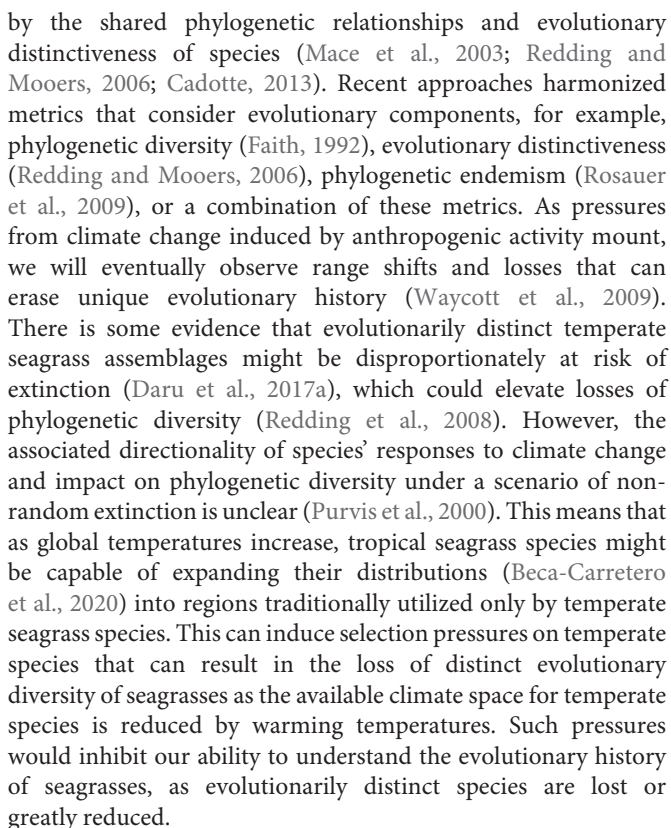 by the shared phylogenetic relationships and evolutionary
distinctiveness of species (Mace et al., 2003; Redding and
Mooers, 2006; Cadotte, 2013). Recent approaches harmonized
metrics that consider evolutionary components, for example,
phylogenetic diversity (Faith, 1992), evolutionary distinctiveness
(Redding and Mooers, 2006), phylogenetic endemism (Rosauer
et al., 2009), or a combination of these metrics. As pressures
from climate change induced by anthropogenic activity mount,
we will eventually observe range shifts and losses that can
erase unique evolutionary history (Waycott et al., 2009).
There is some evidence that evolutionarily distinct temperate
seagrass assemblages might be disproportionately at risk of
extinction (Daru et al., 2017a), which could elevate losses of
phylogenetic diversity (Redding et al., 2008). However, the
associated directionality of species' responses to climate change
and impact on phylogenetic diversity under a scenario of non-
random extinction is unclear (Purvis et al., 2000). This means that
as global temperatures increase, tropical seagrass species might
be capable of expanding their distributions (Beca-Carretero
et al., 2020) into regions traditionally utilized only by temperate
seagrass species. This can induce selection pressures on temperate
species that can result in the loss of distinct evolutionary
diversity of seagrasses as the available climate space for temperate
species is reduced by warming temperatures. Such pressures
would inhibit our ability to understand the evolutionary history
of seagrasses, as evolutionarily distinct species are lost or
greatly reduced.